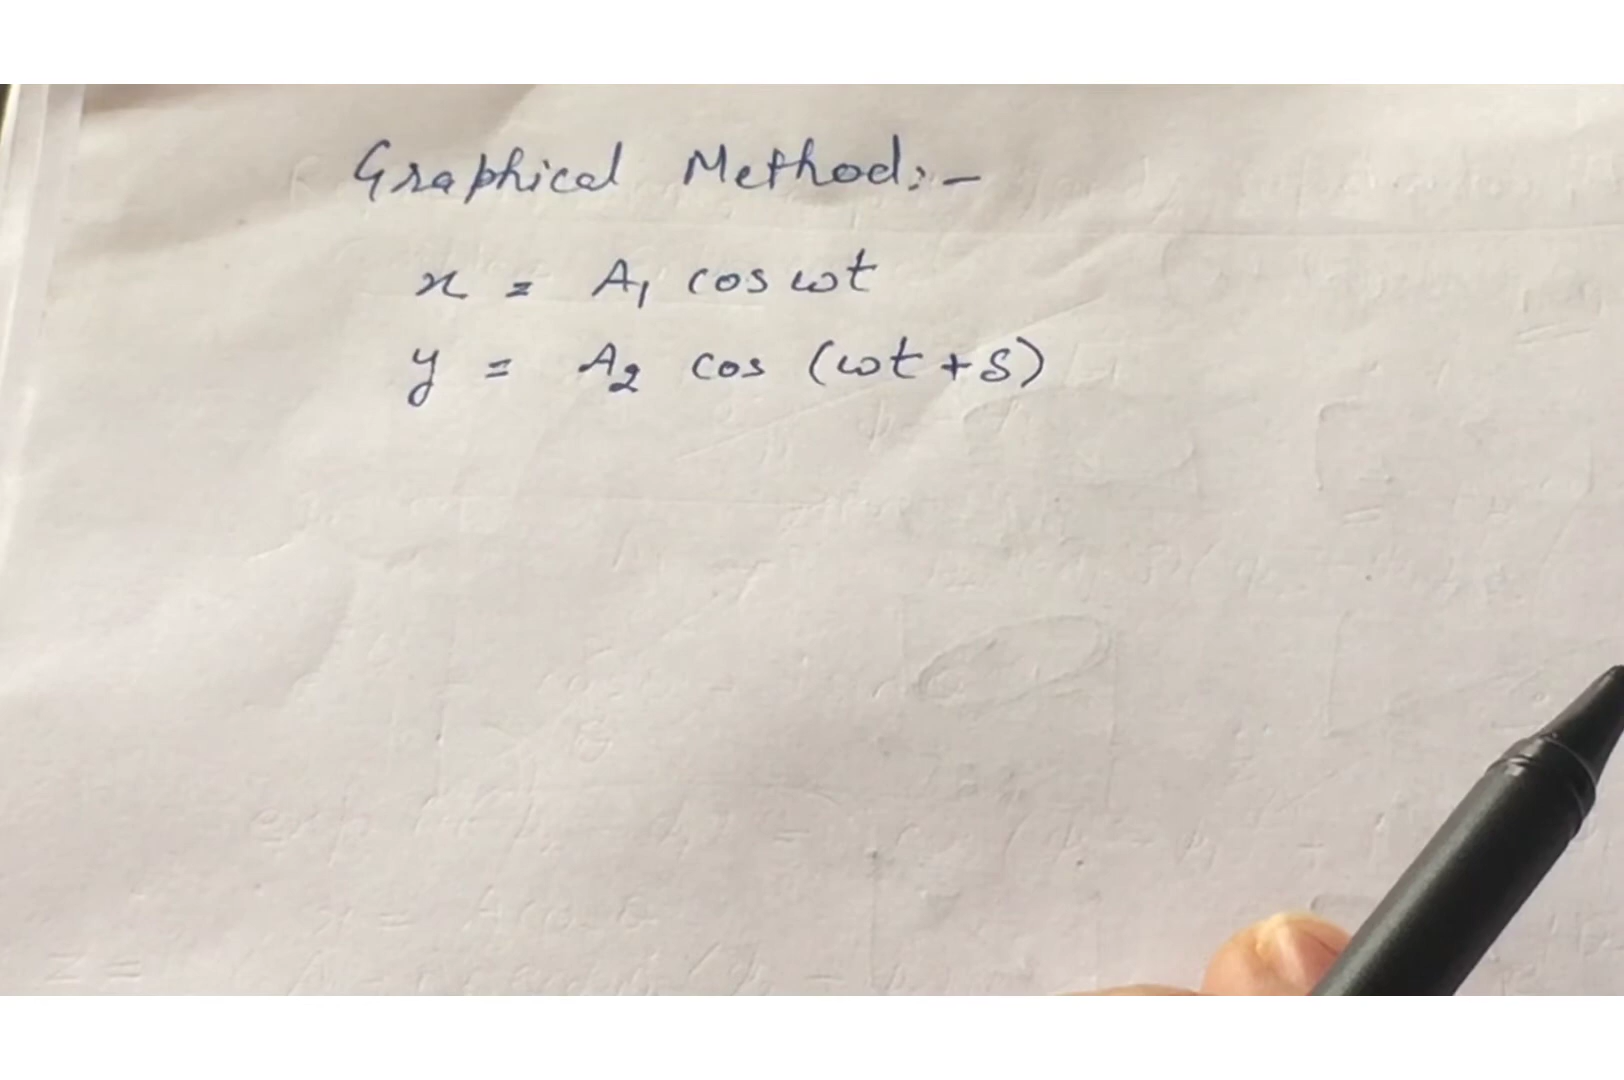 Graphical Method:-
x = A₁ cos ωt
y = A₂ cos (ωt + δ)